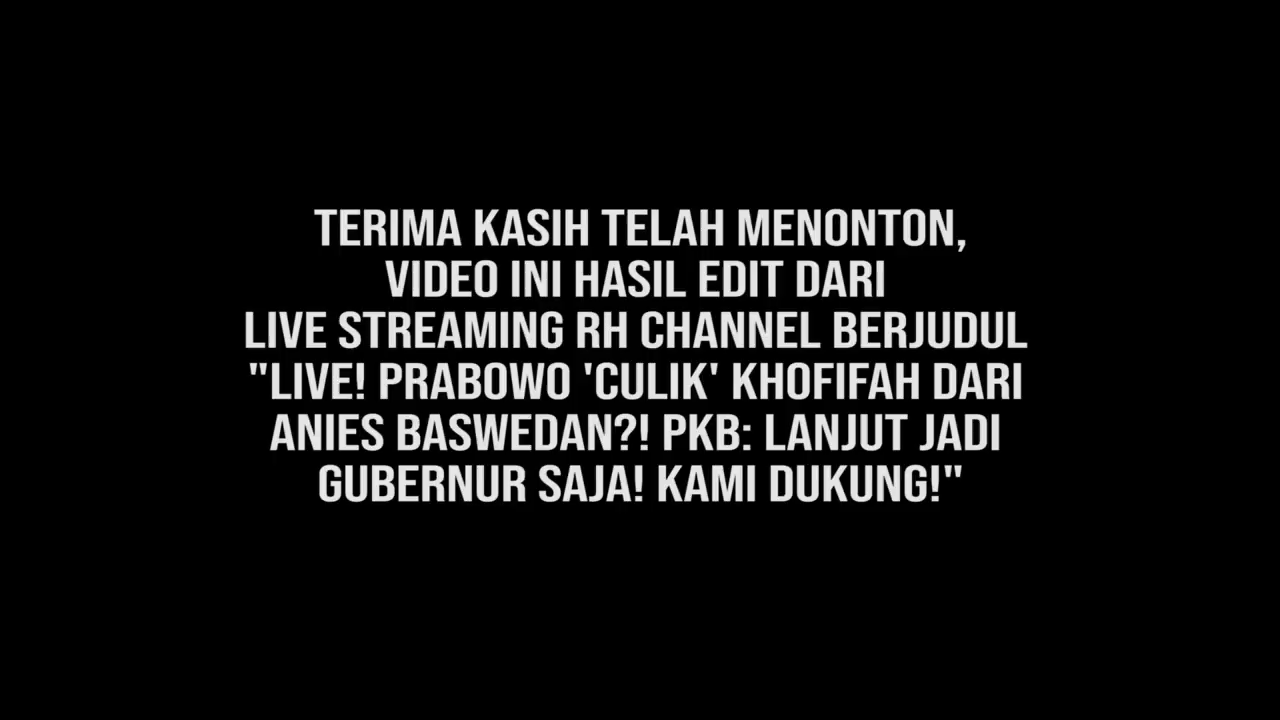 TERIMA KASIH TELAH MENONTON,
VIDEO INI HASIL EDIT DARI
LIVE STREAMING RH CHANNEL BERJUDUL
"LIVE! PRABOWO 'CULIK' KHOFIFAH DARI
ANIES BASWEDAN?! PKB: LANJUT JADI
GUBERNUR SAJA! KAMI DUKUNG!"